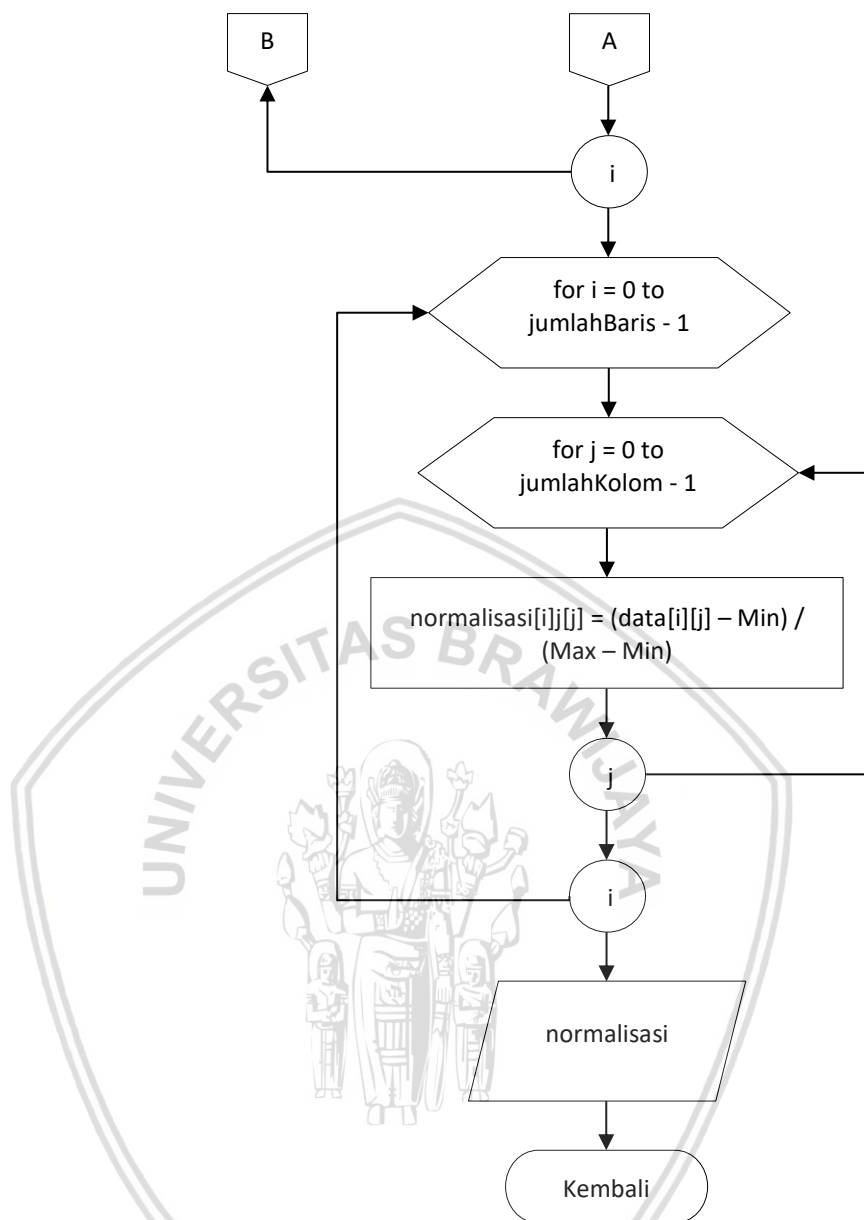 B
A
i
for i = 0 to
jumlahBaris - 1
for j = 0 to
jumlahKolom - 1
normalisasi[i]j[j] = (data[i][j] – Min) /
(Max – Min)
j
i
normalisasi
Kembali
UNIVERSITAS BRAWIJAYA